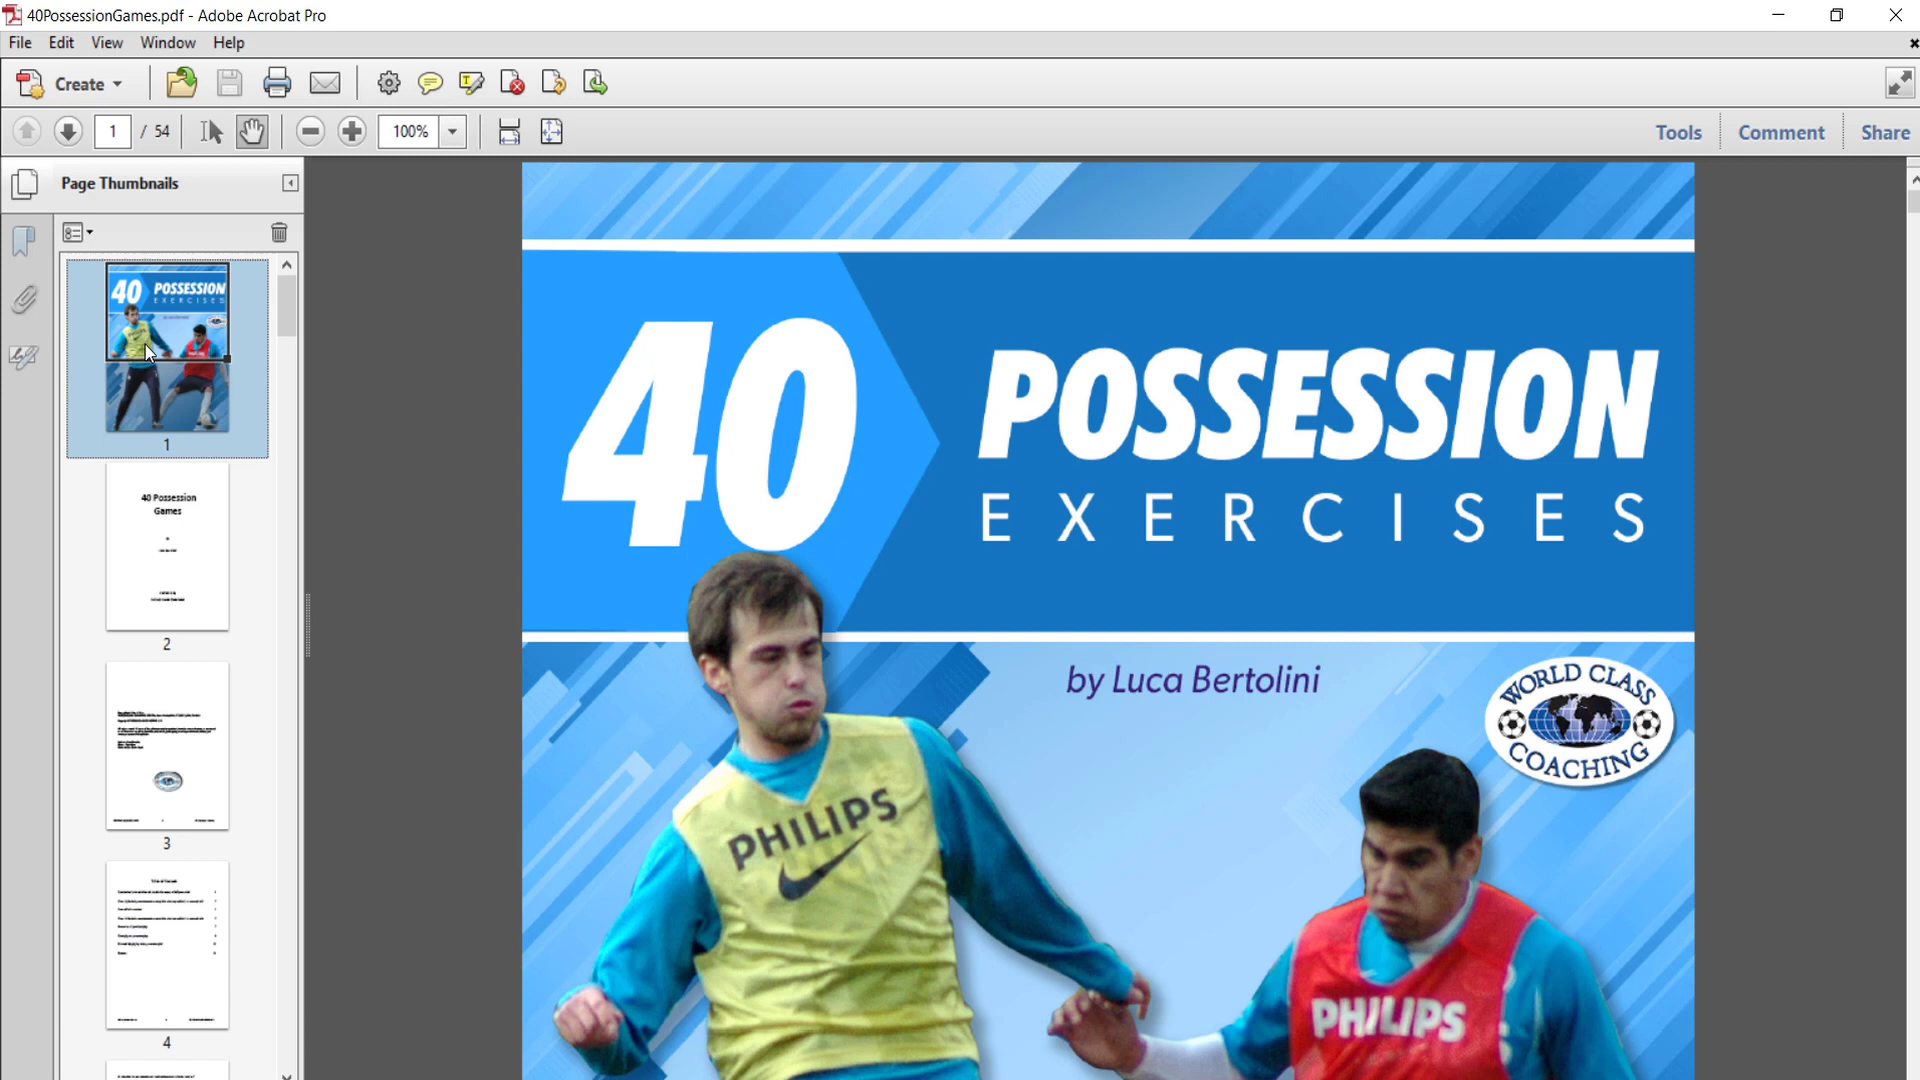 40PossessionGames.pdf - Adobe Acrobat Pro
File Edit View Window Help
Create
1 / 54 100% Tools Comment Share
Page Thumbnails
40 POSSESSION
EXERCISES
1
40 Possession
Games
2
3
4
40 POSSESSION
EXERCISES
by Luca Bertolini
WORLD CLASS
COACHING
PHILIPS
PHILIPS